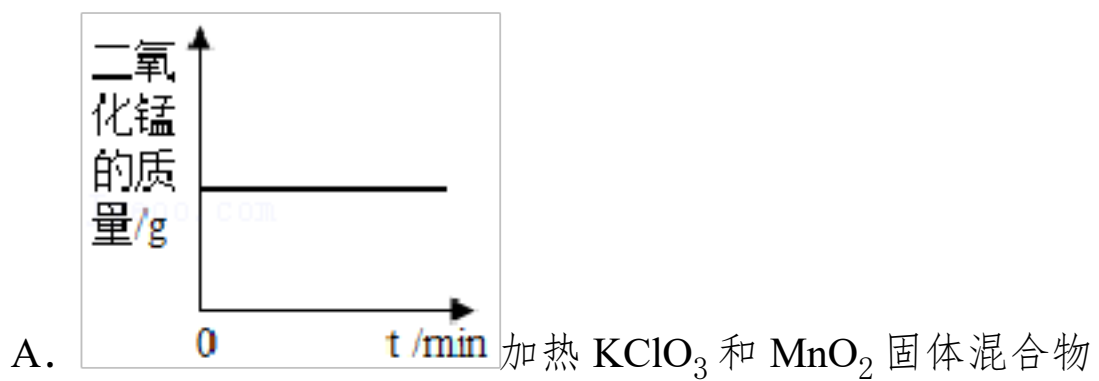 二氧
化锰
的质
量/g
0 t /min
A. 加热 KClO₃ 和 MnO₂ 固体混合物